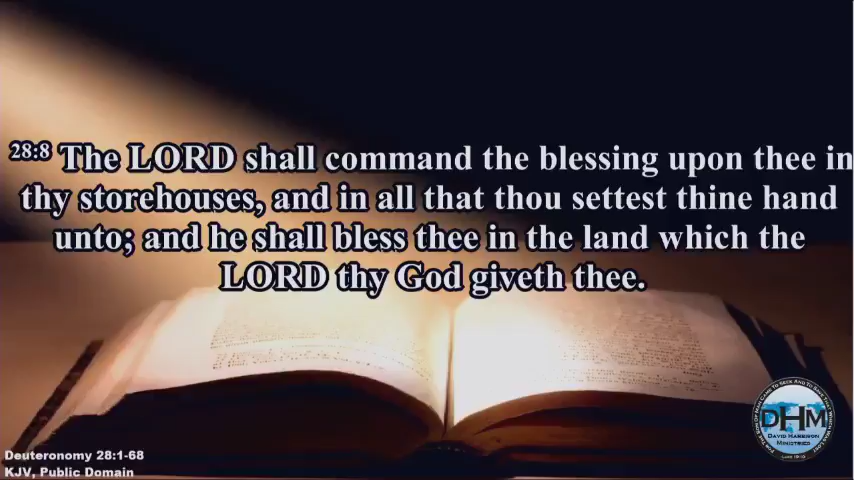 28:8 The LORD shall command the blessing upon thee in
thy storehouses, and in all that thou settest thine hand
unto; and he shall bless thee in the land which the
LORD thy God giveth thee.
DHM
DAVID HARRISON
MINISTRIES
Deuteronomy 28:1-68
KJV, Public Domain